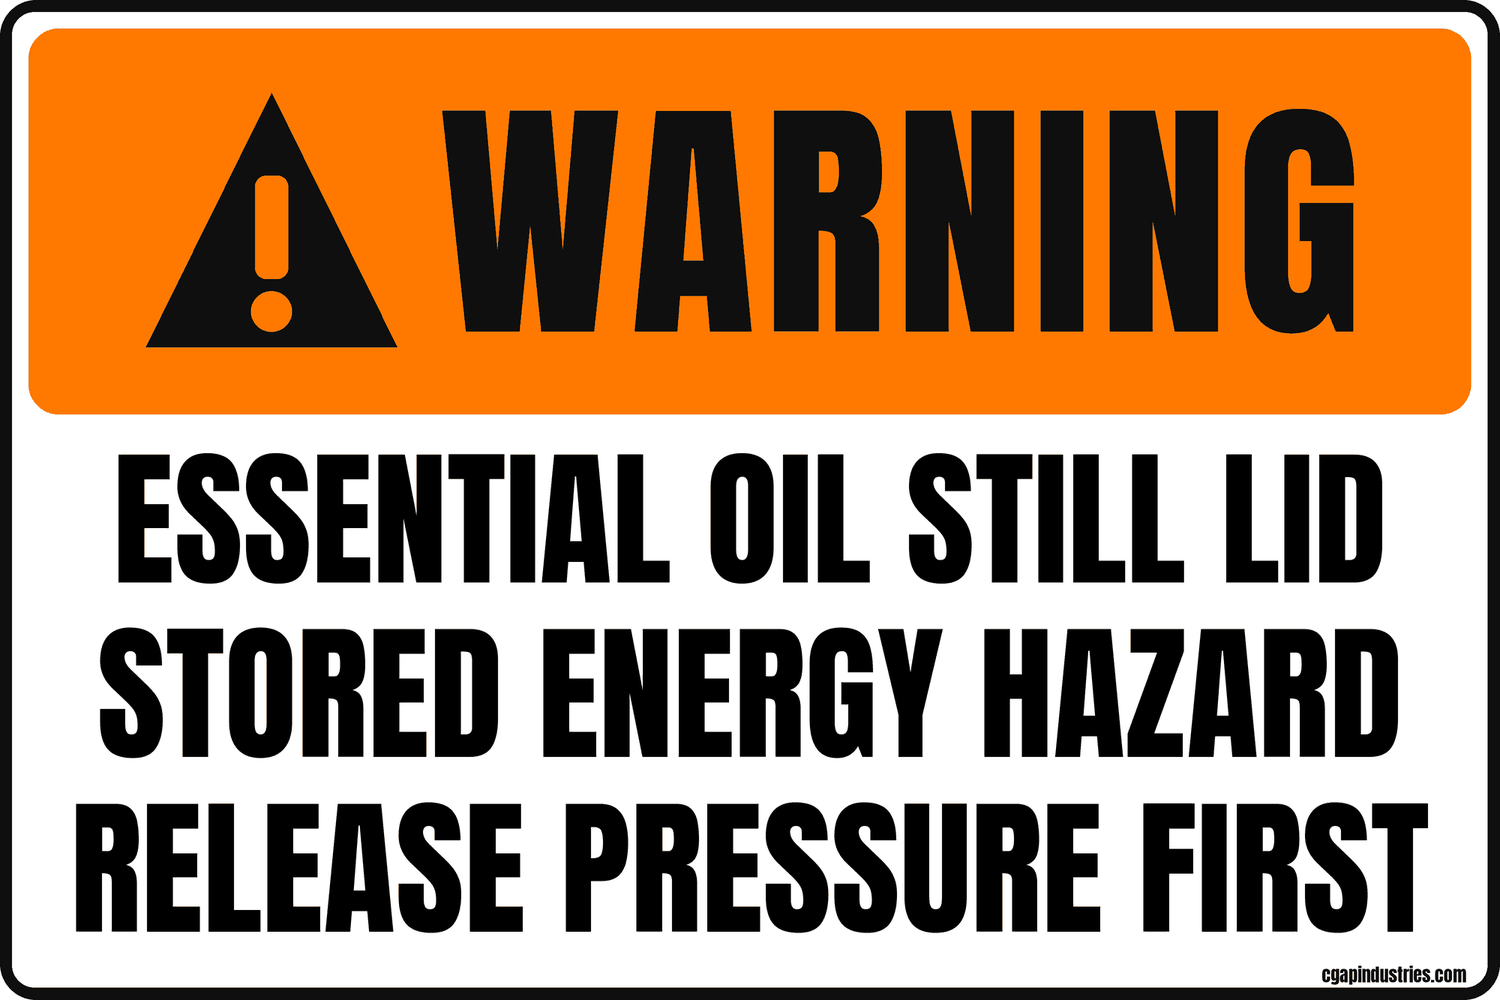 WARNING
ESSENTIAL OIL STILL LID
STORED ENERGY HAZARD
RELEASE PRESSURE FIRST
cgapindustries.com